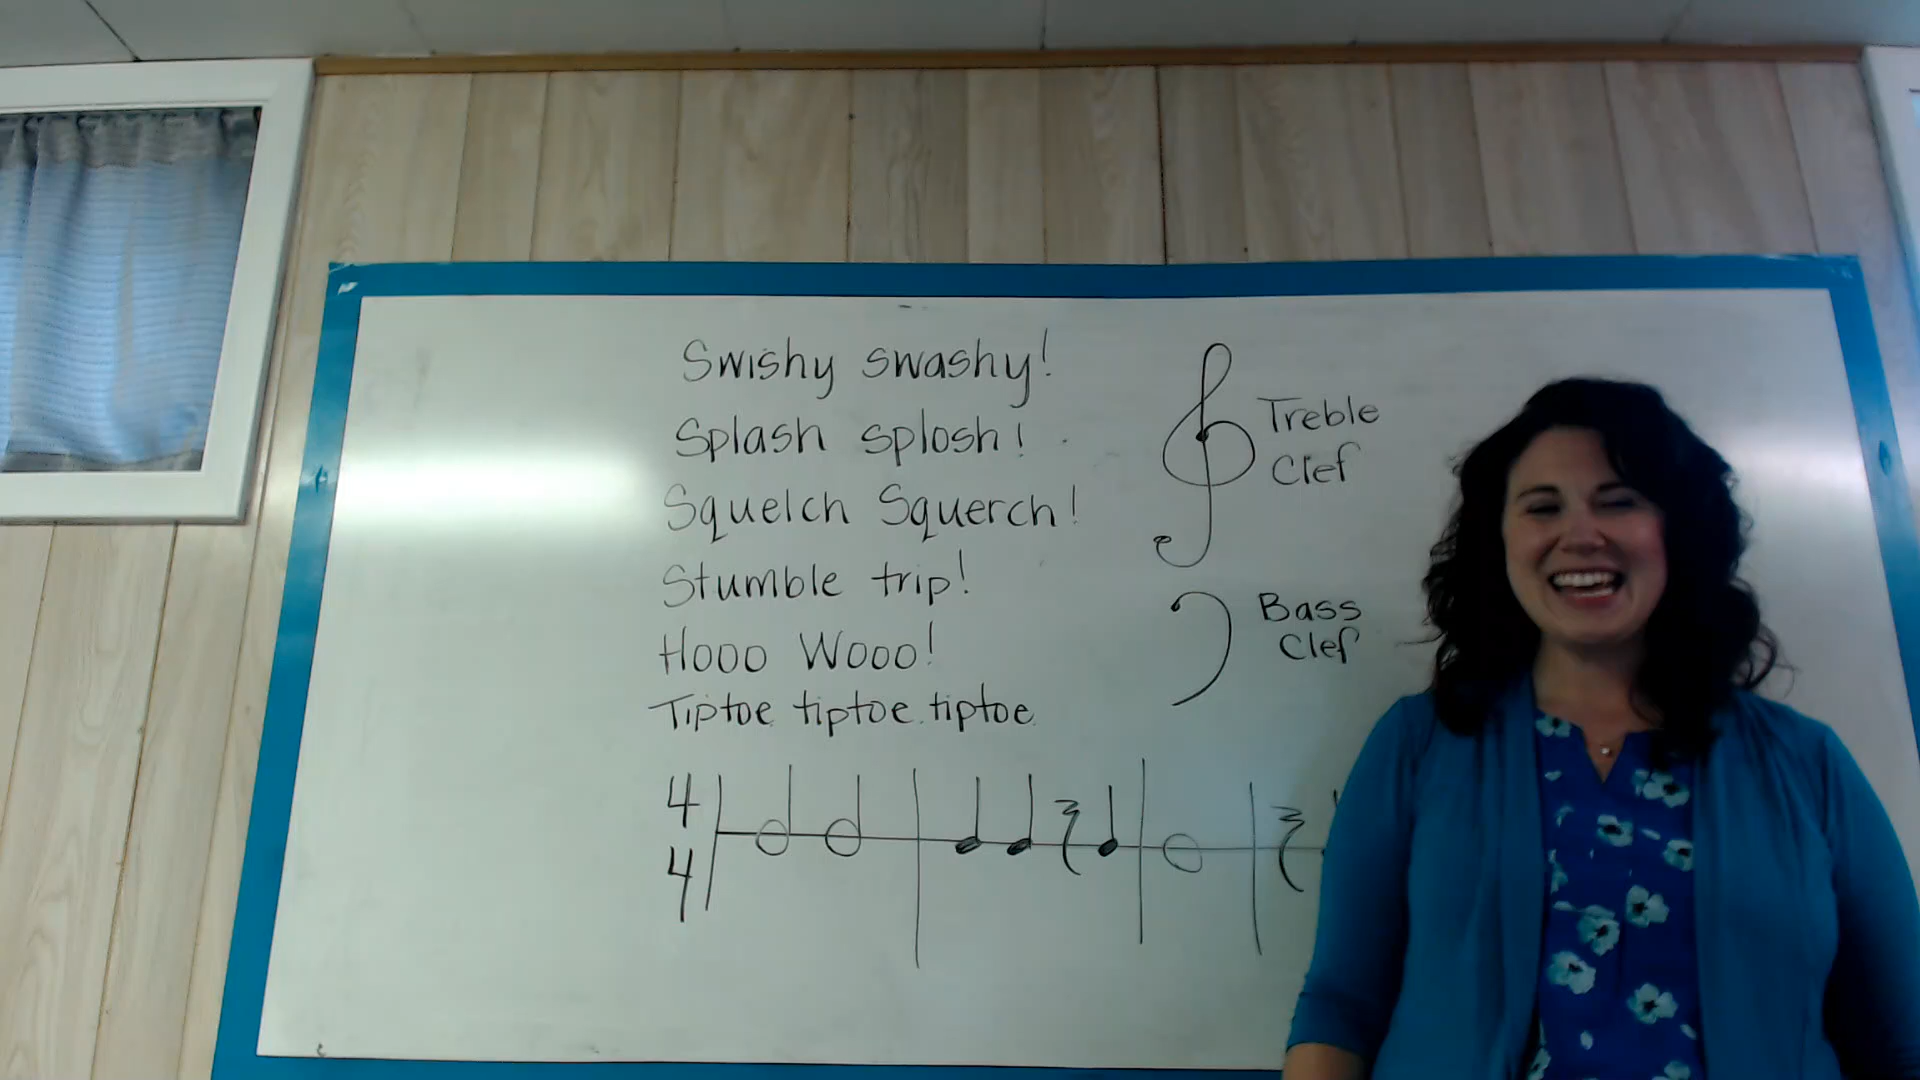 Swishy swashy!
Splash splosh!
Squelch Squerch!
Stumble trip!
Hooo Wooo!
Tiptoe tiptoe tiptoe
Treble
Clef
Bass
Clef
4
4